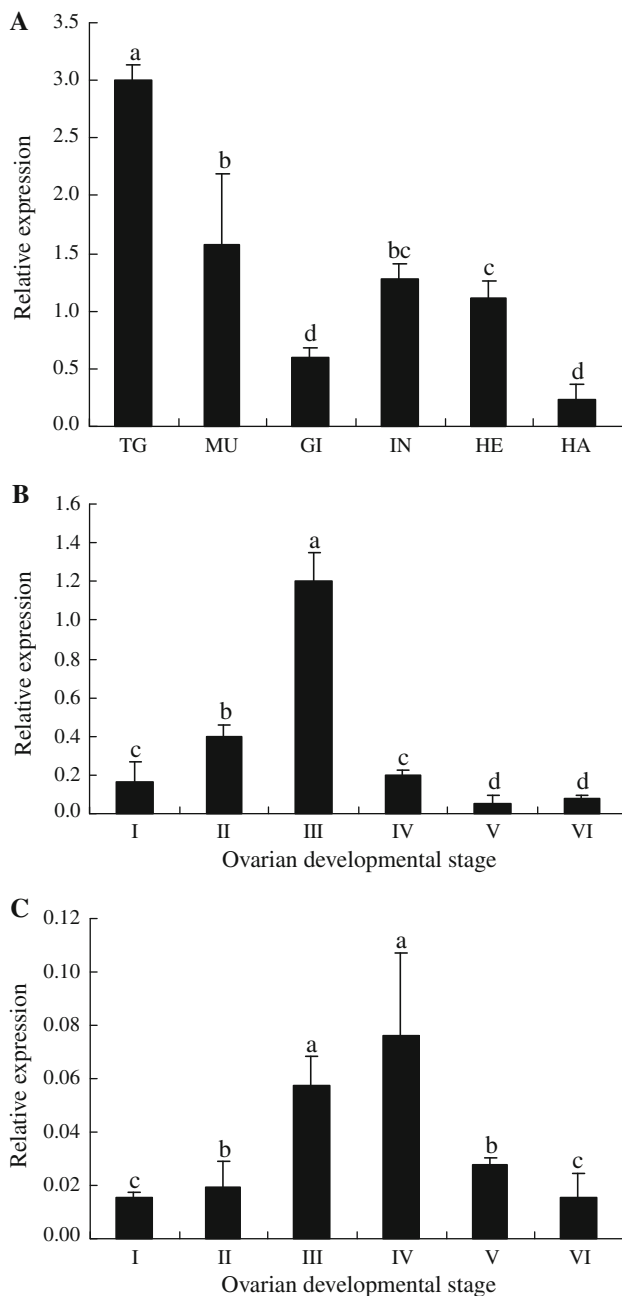 A
Relative expression
3.5
3.0
2.5
2.0
1.5
1.0
0.5
0.0
a
b
d
bc
c
d
TG MU GI IN HE HA
B
Relative expression
1.6
1.4
1.2
1.0
0.8
0.6
0.4
0.2
0.0
c
b
a
c
d
d
I II III IV V VI
Ovarian developmental stage
C
Relative expression
0.12
0.10
0.08
0.06
0.04
0.02
0.00
c
b
a
a
b
c
I II III IV V VI
Ovarian developmental stage